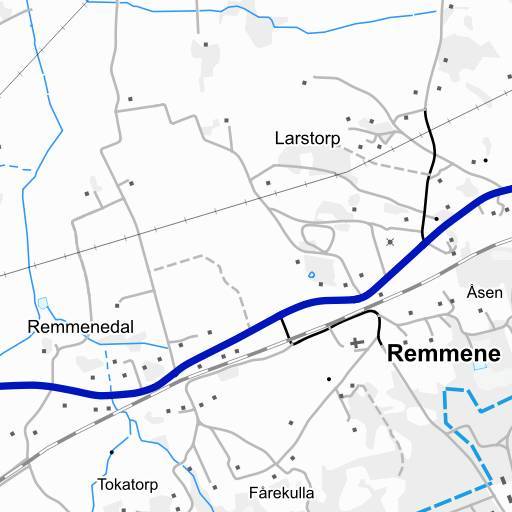 Larstorp
Åsen
Remmenedal
Remmene
Tokatorp
Fårekulla